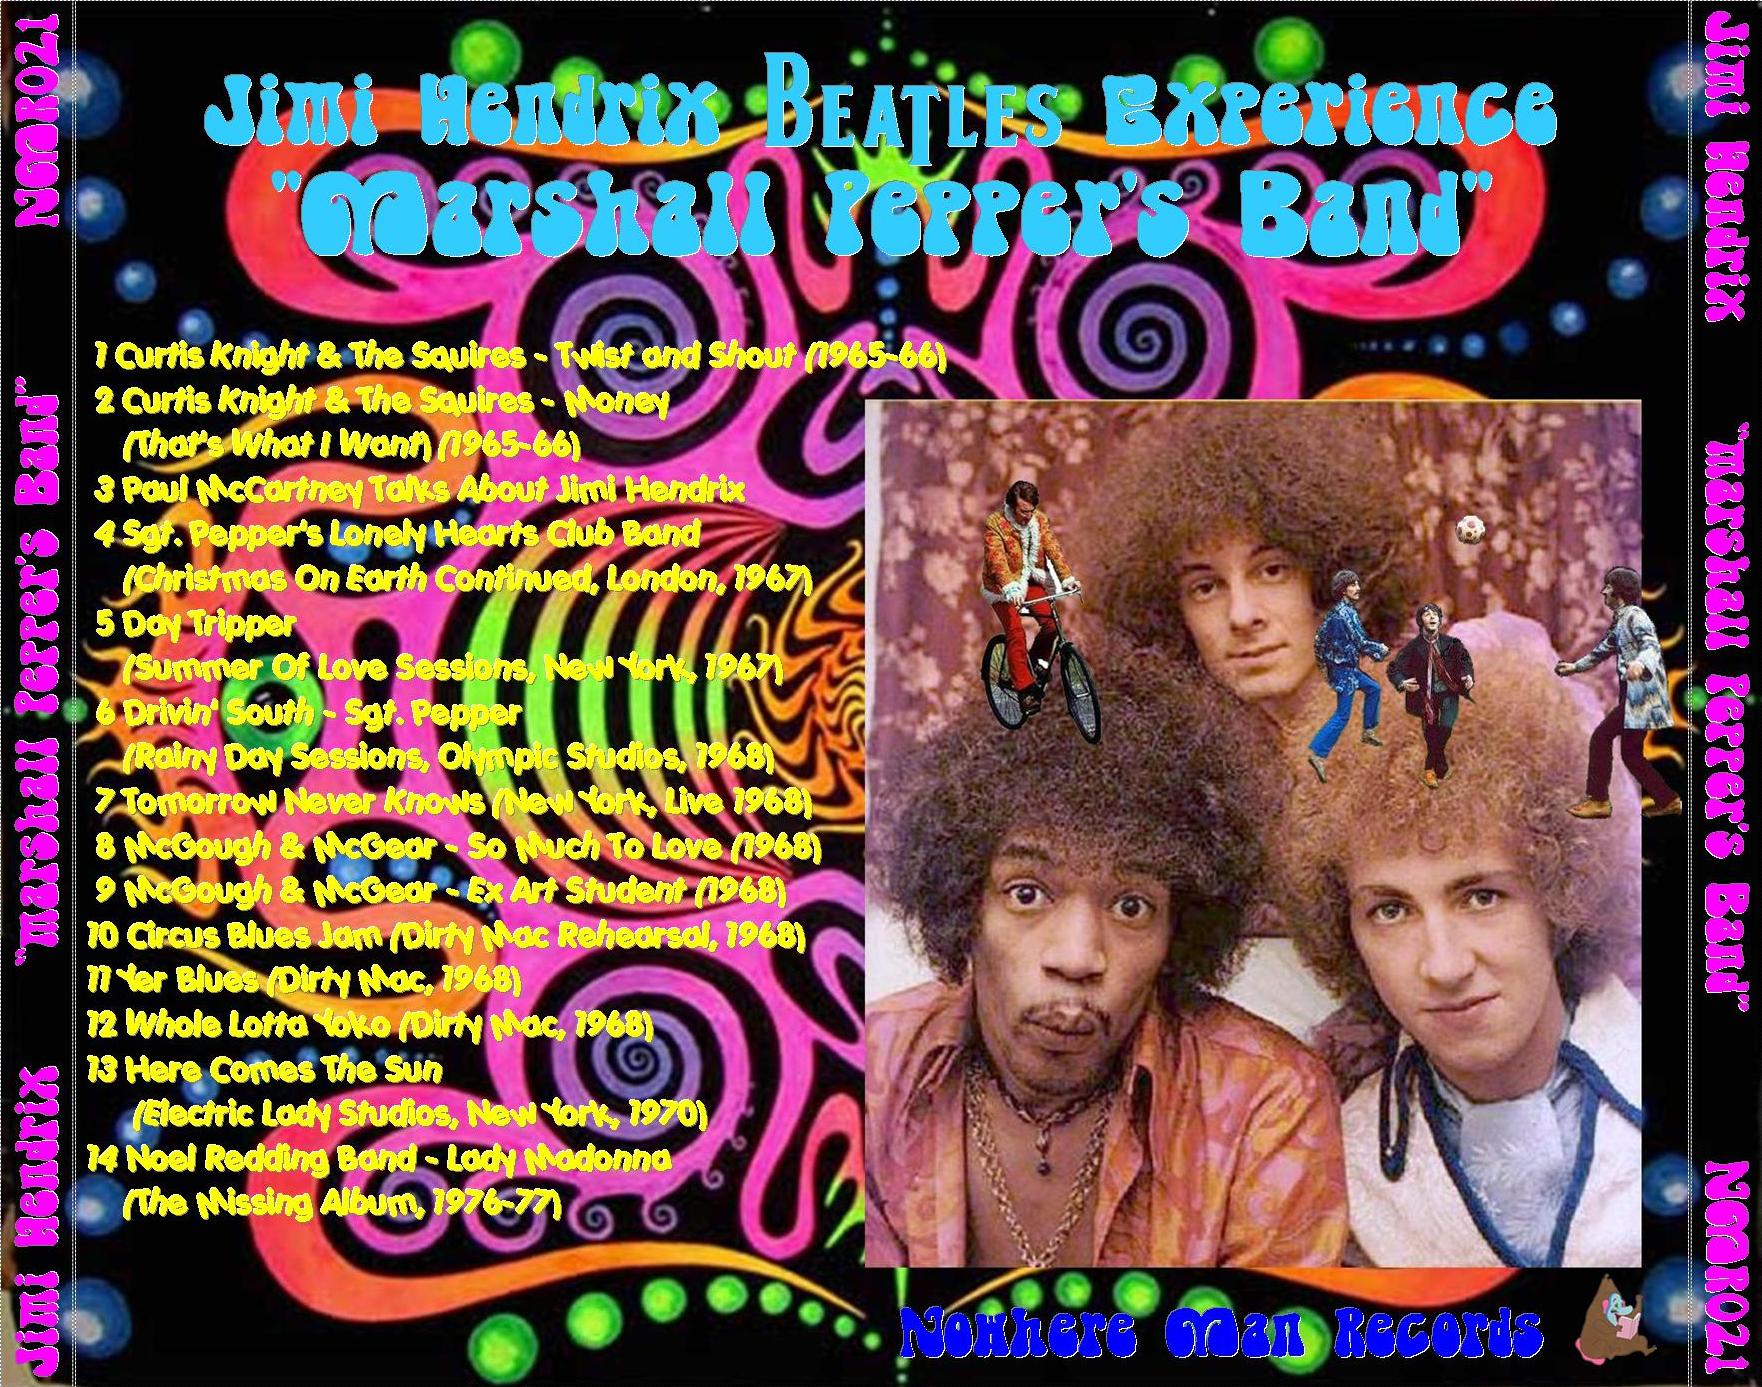 Jimi Hendrix BEATLES Experience
"Marshall Pepper's Band"
1 Curtis Knight & The Squires - Twist and Shout (1965-66)
2 Curtis Knight & The Squires - Money
(That's What I Want) (1965-66)
3 Paul McCartney Talks About Jimi Hendrix
4 Sgt. Pepper's Lonely Hearts Club Band
(Christmas On Earth Continued, London, 1967)
5 Day Tripper
(Summer Of Love Sessions, New York, 1967)
6 Drivin' South - Sgt. Pepper
(Rainy Day Sessions, Olympic Studios, 1968)
7 Tomorrow Never Knows (New York, Live 1968)
8 McGough & McGear - So Much To Love (1968)
9 McGough & McGear - Ex Art Student (1968)
10 Circus Blues Jam (Dirty Mac Rehearsal, 1968)
11 Yer Blues (Dirty Mac, 1968)
12 Whole Lotta Yoko (Dirty Mac, 1968)
13 Here Comes The Sun
(Electric Lady Studios, New York, 1970)
14 Noel Redding Band - Lady Madonna
(The Missing Album, 1976-77)
Nowhere Man Records
Jimi Hendrix "Marshall Pepper's Band" NMR021
Jimi Hendrix "Marshall Pepper's Band" NMR021